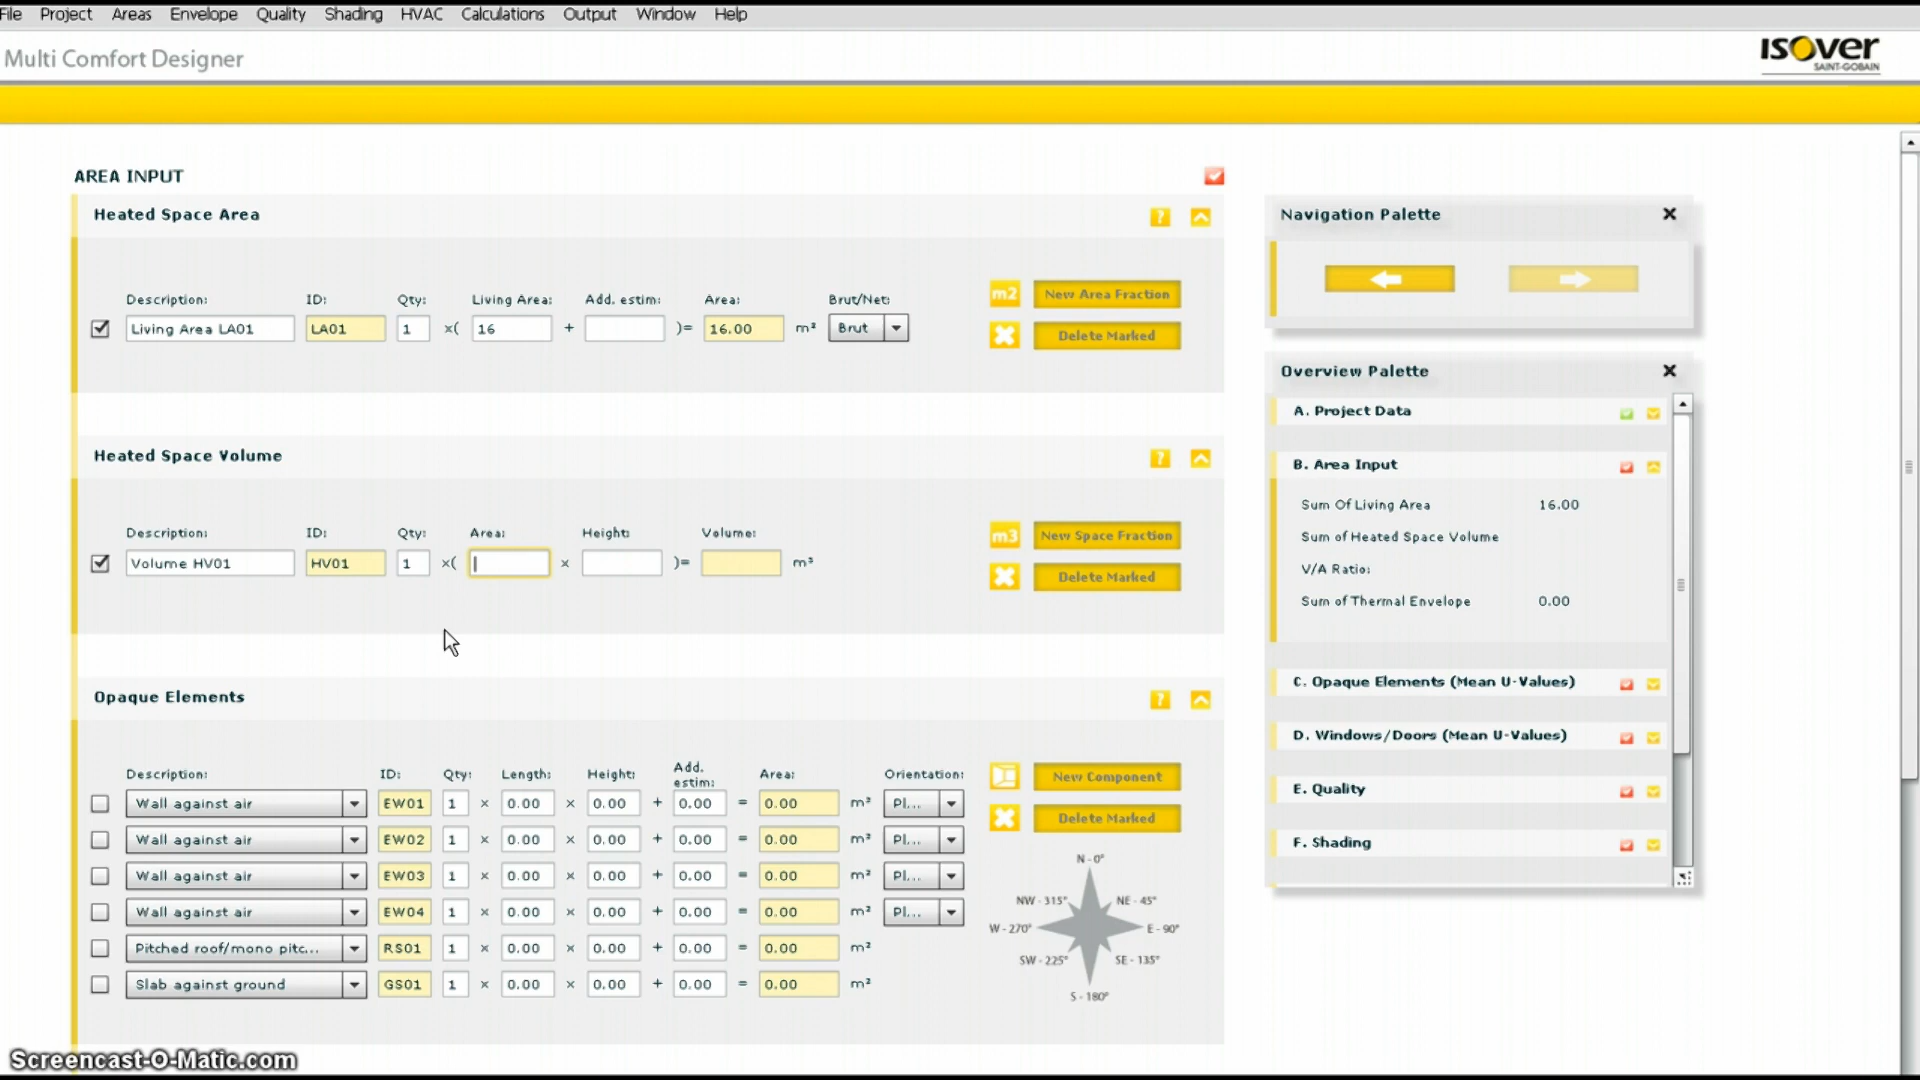 File Project Areas Envelope Quality Shading HVAC Calculations Output Window Help
Multi Comfort Designer
ISOVER
SAINT-GOBAIN
AREA INPUT
Heated Space Area
?
Description: ID: Qty: Living Area: Add. estim: Area: Brut/Net:
Living Area LA01 LA01 1 x( 16 + )= 16.00 m² Brut
m2 New Area Fraction
Delete Marked
Heated Space Volume
?
Description: ID: Qty: Area: Height: Volume:
Volume HV01 HV01 1 x( x )= m³
m3 New Space Fraction
Delete Marked
Opaque Elements
?
Description: ID: Qty: Length: Height: Add. estim: Area: Orientation:
Wall against air EW01 1 x 0.00 x 0.00 + 0.00 = 0.00 m² Pl...
Wall against air EW02 1 x 0.00 x 0.00 + 0.00 = 0.00 m² Pl...
Wall against air EW03 1 x 0.00 x 0.00 + 0.00 = 0.00 m² Pl...
Wall against air EW04 1 x 0.00 x 0.00 + 0.00 = 0.00 m² Pl...
Pitched roof/mono pitc... RS01 1 x 0.00 x 0.00 + 0.00 = 0.00 m²
Slab against ground GS01 1 x 0.00 x 0.00 + 0.00 = 0.00 m²
New Component
Delete Marked
N - 0°
NW - 315° NE - 45°
W - 270° E - 90°
SW - 225° SE - 135°
S - 180°
Navigation Palette
Overview Palette
A. Project Data
B. Area Input
Sum Of Living Area 16.00
Sum of Heated Space Volume
V/A Ratio:
Sum of Thermal Envelope 0.00
C. Opaque Elements (Mean U-Values)
D. Windows/Doors (Mean U-Values)
E. Quality
F. Shading
Screencast-O-Matic.com